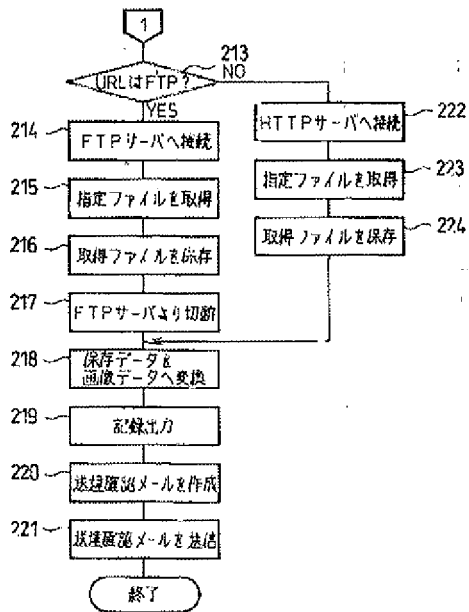 1
213
URLはFTP?
NO
YES
214
FTPサーバへ接続
222
HTTPサーバへ接続
215
指定ファイルを取得
223
指定ファイルを取得
216
取得ファイルを保存
224
取得ファイルを保存
217
FTPサーバより切断
218
保存データを
画像データへ変換
219
記録出力
220
送達確認メールを作成
221
送達確認メールを送信
終了